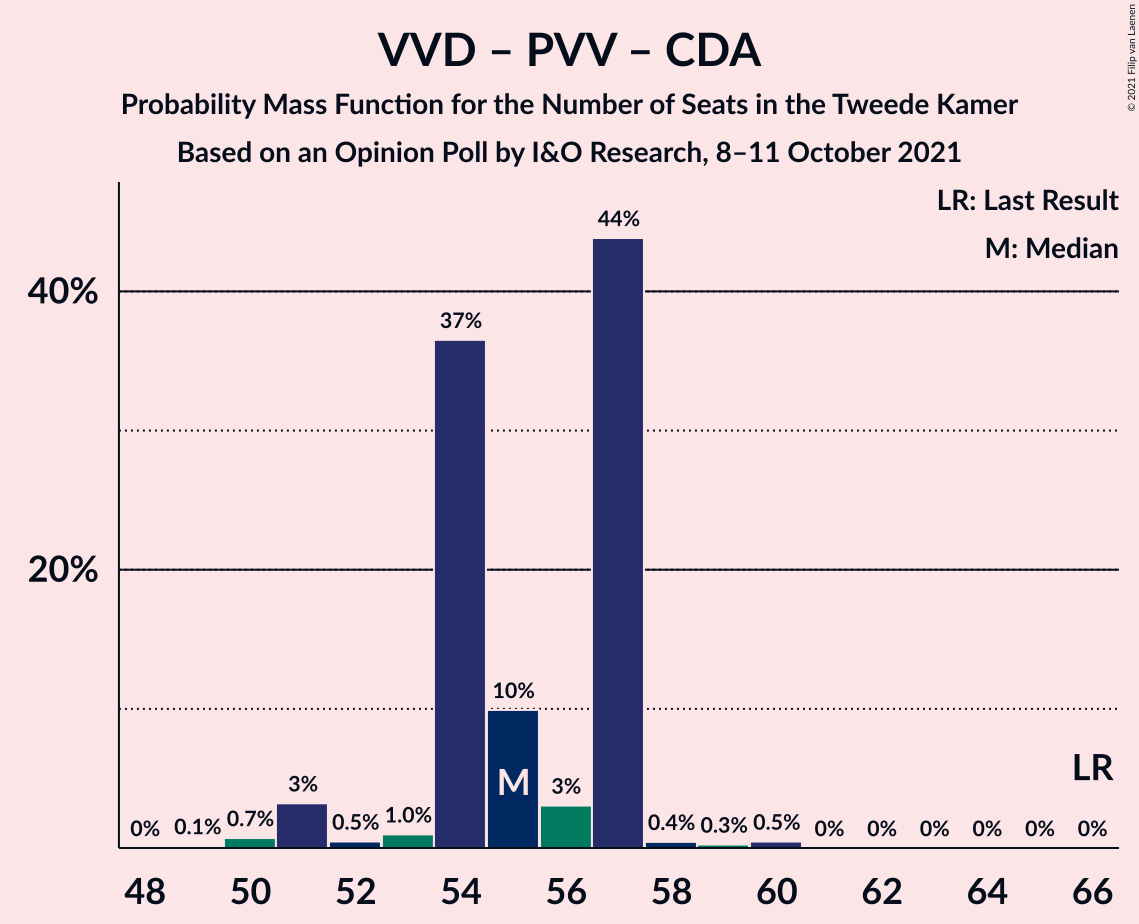 VVD – PVV – CDA
Probability Mass Function for the Number of Seats in the Tweede Kamer
Based on an Opinion Poll by I&O Research, 8–11 October 2021
© 2021 Filip van Laenen
LR: Last Result
M: Median
40%
20%
0%
0.1%
0.7%
3%
0.5%
1.0%
37%
10%
3%
44%
0.4%
0.3%
0.5%
0%
0%
0%
0%
0%
0%
M
LR
48 50 52 54 56 58 60 62 64 66